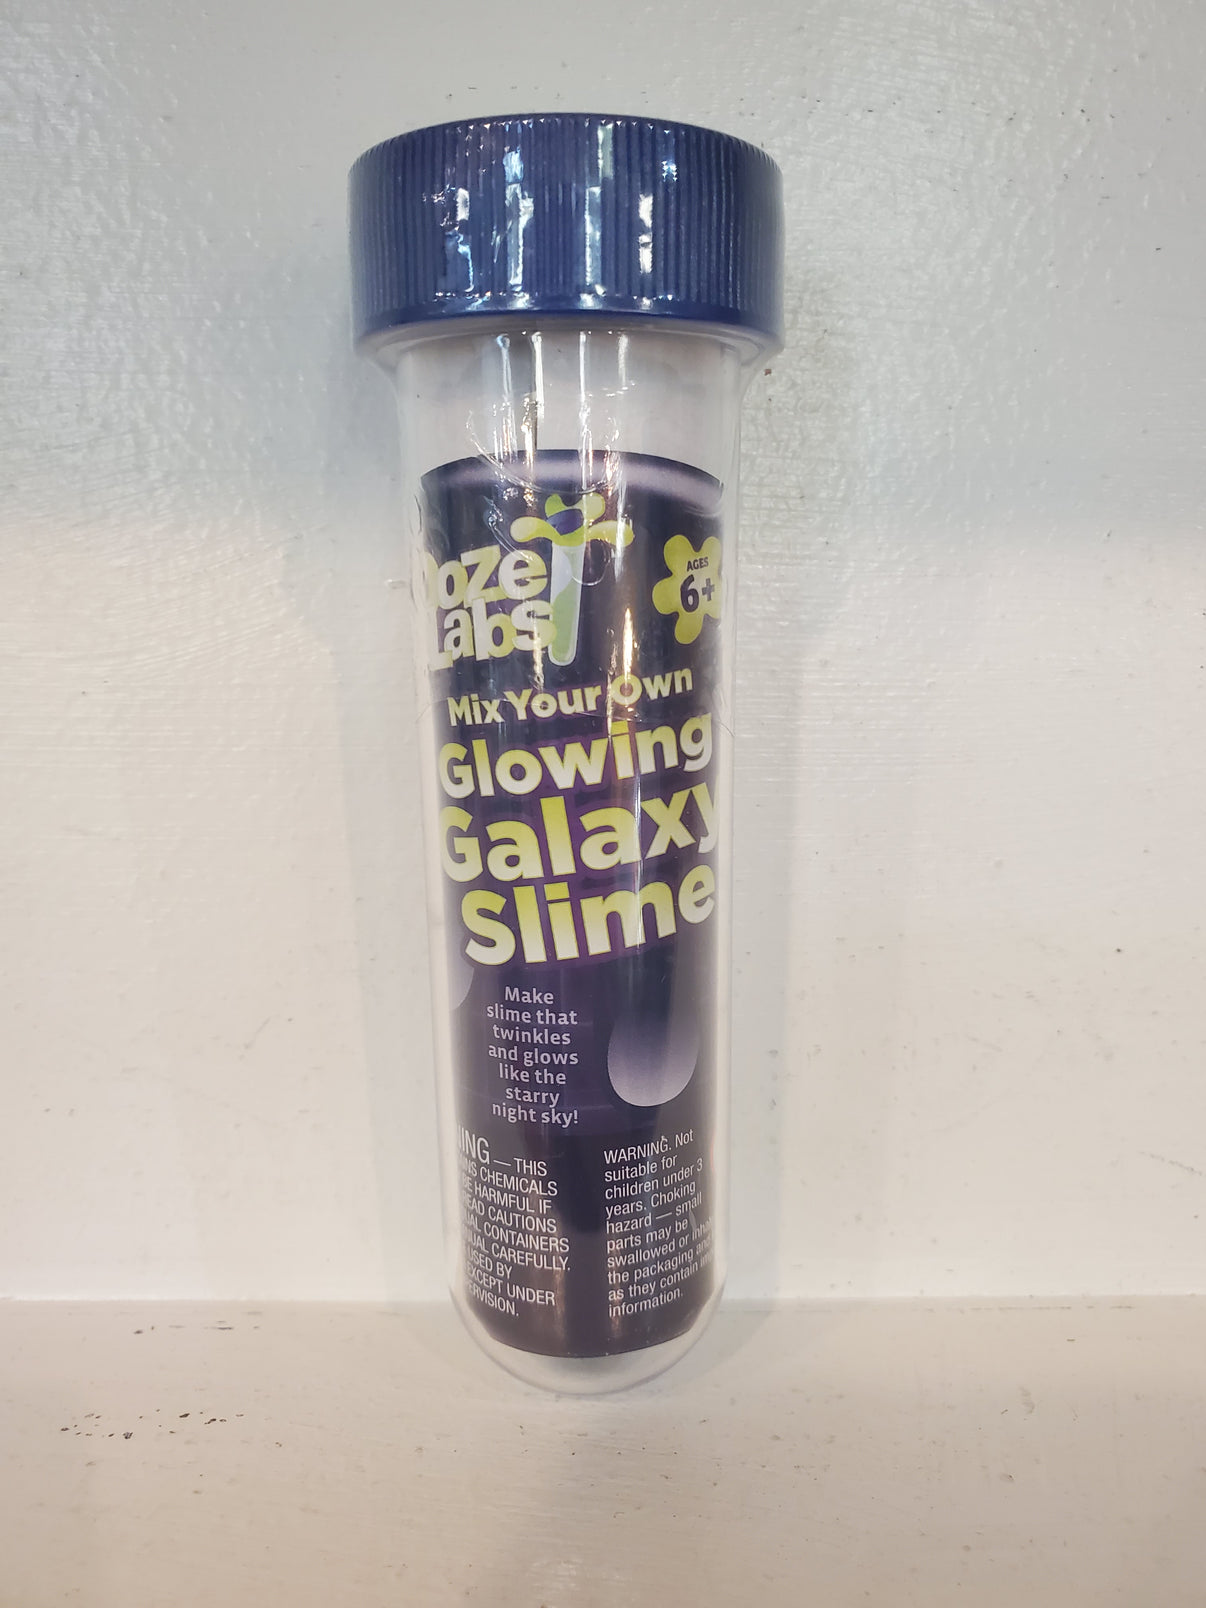 Ooze
Labs
AGES
6+
Mix Your Own
Glowing
Galaxy
Slime
Make
slime that
twinkles
and glows
like the
starry
night sky!
— THIS
CHEMICALS
HARMFUL IF
CAUTIONS
CONTAINERS
CAREFULLY.
USED BY
EXCEPT UNDER
WARNING. Not
suitable for
children under 3
years. Choking
hazard — small
parts may be
swallowed or
the packaging and
as they contain
information.